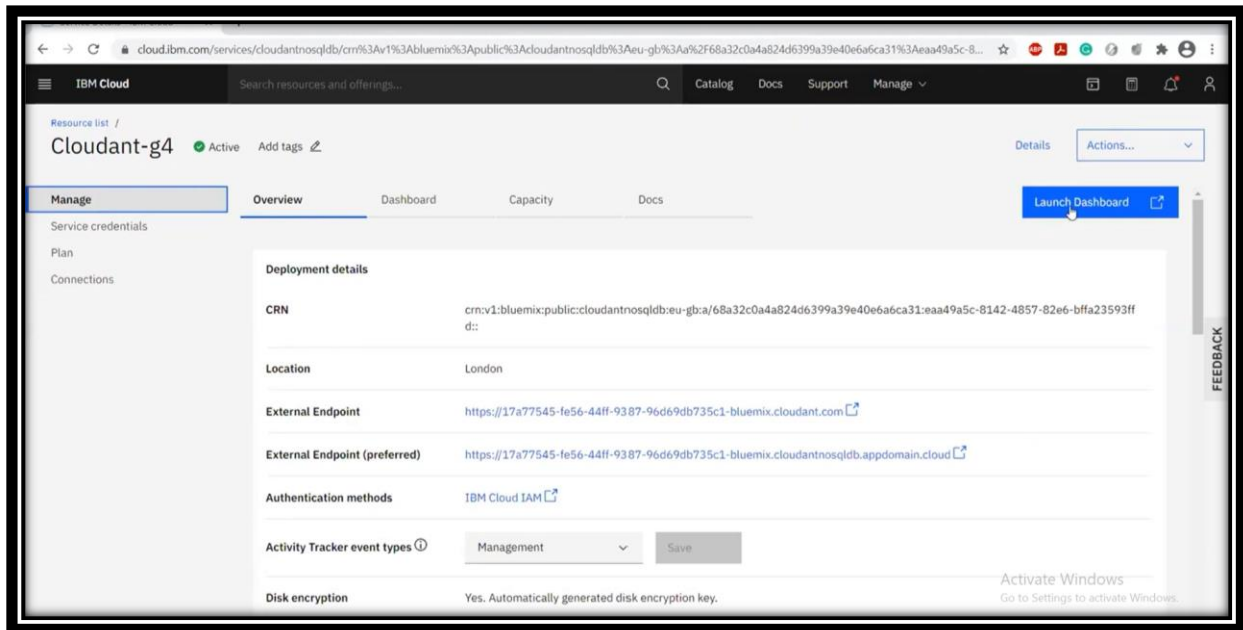 cloud.ibm.com/services/cloudantnosqldb/crn%3Av1%3Abluemix%3Apublic%3Acloudantnosqldb%3Aeu-gb%3Aa%2F68a32c0a4a824d6399a39e40e6a6ca31%3Aeaa49a5c-8...
IBM Cloud Search resources and offerings... Catalog Docs Support Manage
Resource list /
Cloudant-g4 Active Add tags Details Actions...
Manage Overview Dashboard Capacity Docs Launch Dashboard
Service credentials
Plan
Connections
Deployment details
CRN crn:v1:bluemix:public:cloudantnosqldb:eu-gb:a/68a32c0a4a824d6399a39e40e6a6ca31:eaa49a5c-8142-4857-82e6-bffa23593ff
d::
Location London
External Endpoint https://17a77545-fe56-44ff-9387-96d69db735c1-bluemix.cloudant.com
External Endpoint (preferred) https://17a77545-fe56-44ff-9387-96d69db735c1-bluemix.cloudantnosqldb.appdomain.cloud
Authentication methods IBM Cloud IAM
Activity Tracker event types Management Save
Disk encryption Yes. Automatically generated disk encryption key.
FEEDBACK
Activate Windows
Go to Settings to activate Windows.